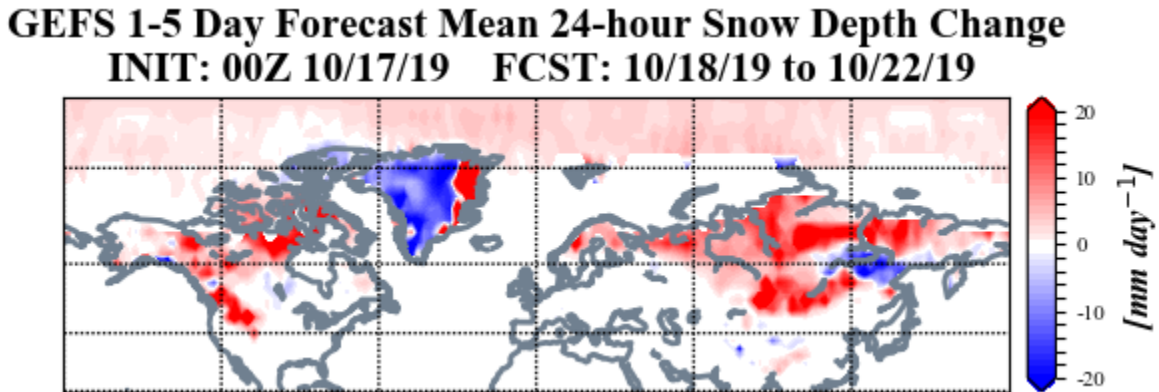 GEFS 1-5 Day Forecast Mean 24-hour Snow Depth Change
INIT: 00Z 10/17/19 FCST: 10/18/19 to 10/22/19
20
10
0
-10
-20
[mm day−1]